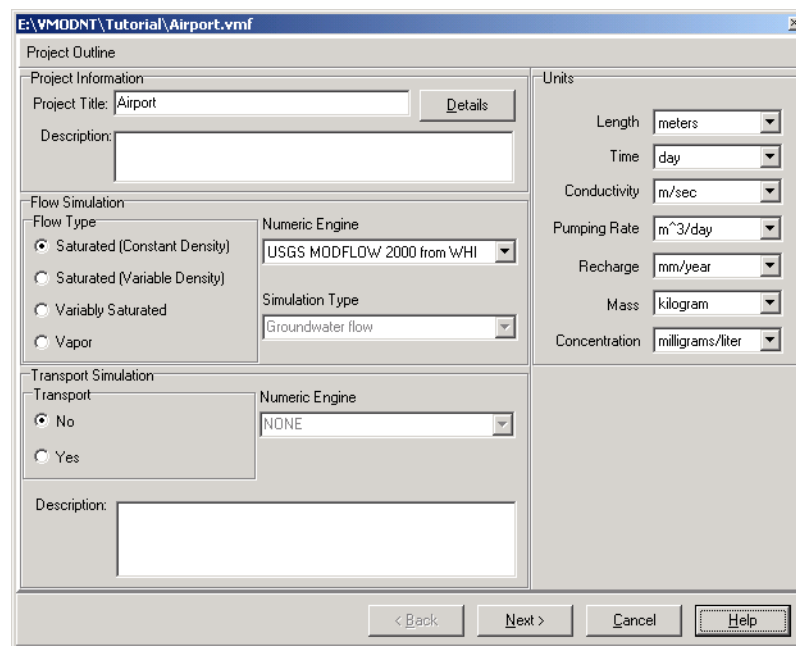 E:\VMODNT\Tutorial\Airport.vmf
Project Outline
Project Information
Project Title: Airport
Details
Description:
Flow Simulation
Flow Type
Saturated (Constant Density)
Saturated (Variable Density)
Variably Saturated
Vapor
Numeric Engine
USGS MODFLOW 2000 from WHI
Simulation Type
Groundwater flow
Transport Simulation
Transport
No
Yes
Numeric Engine
NONE
Description:
Units
Length meters
Time day
Conductivity m/sec
Pumping Rate m^3/day
Recharge mm/year
Mass kilogram
Concentration milligrams/liter
< Back Next > Cancel Help